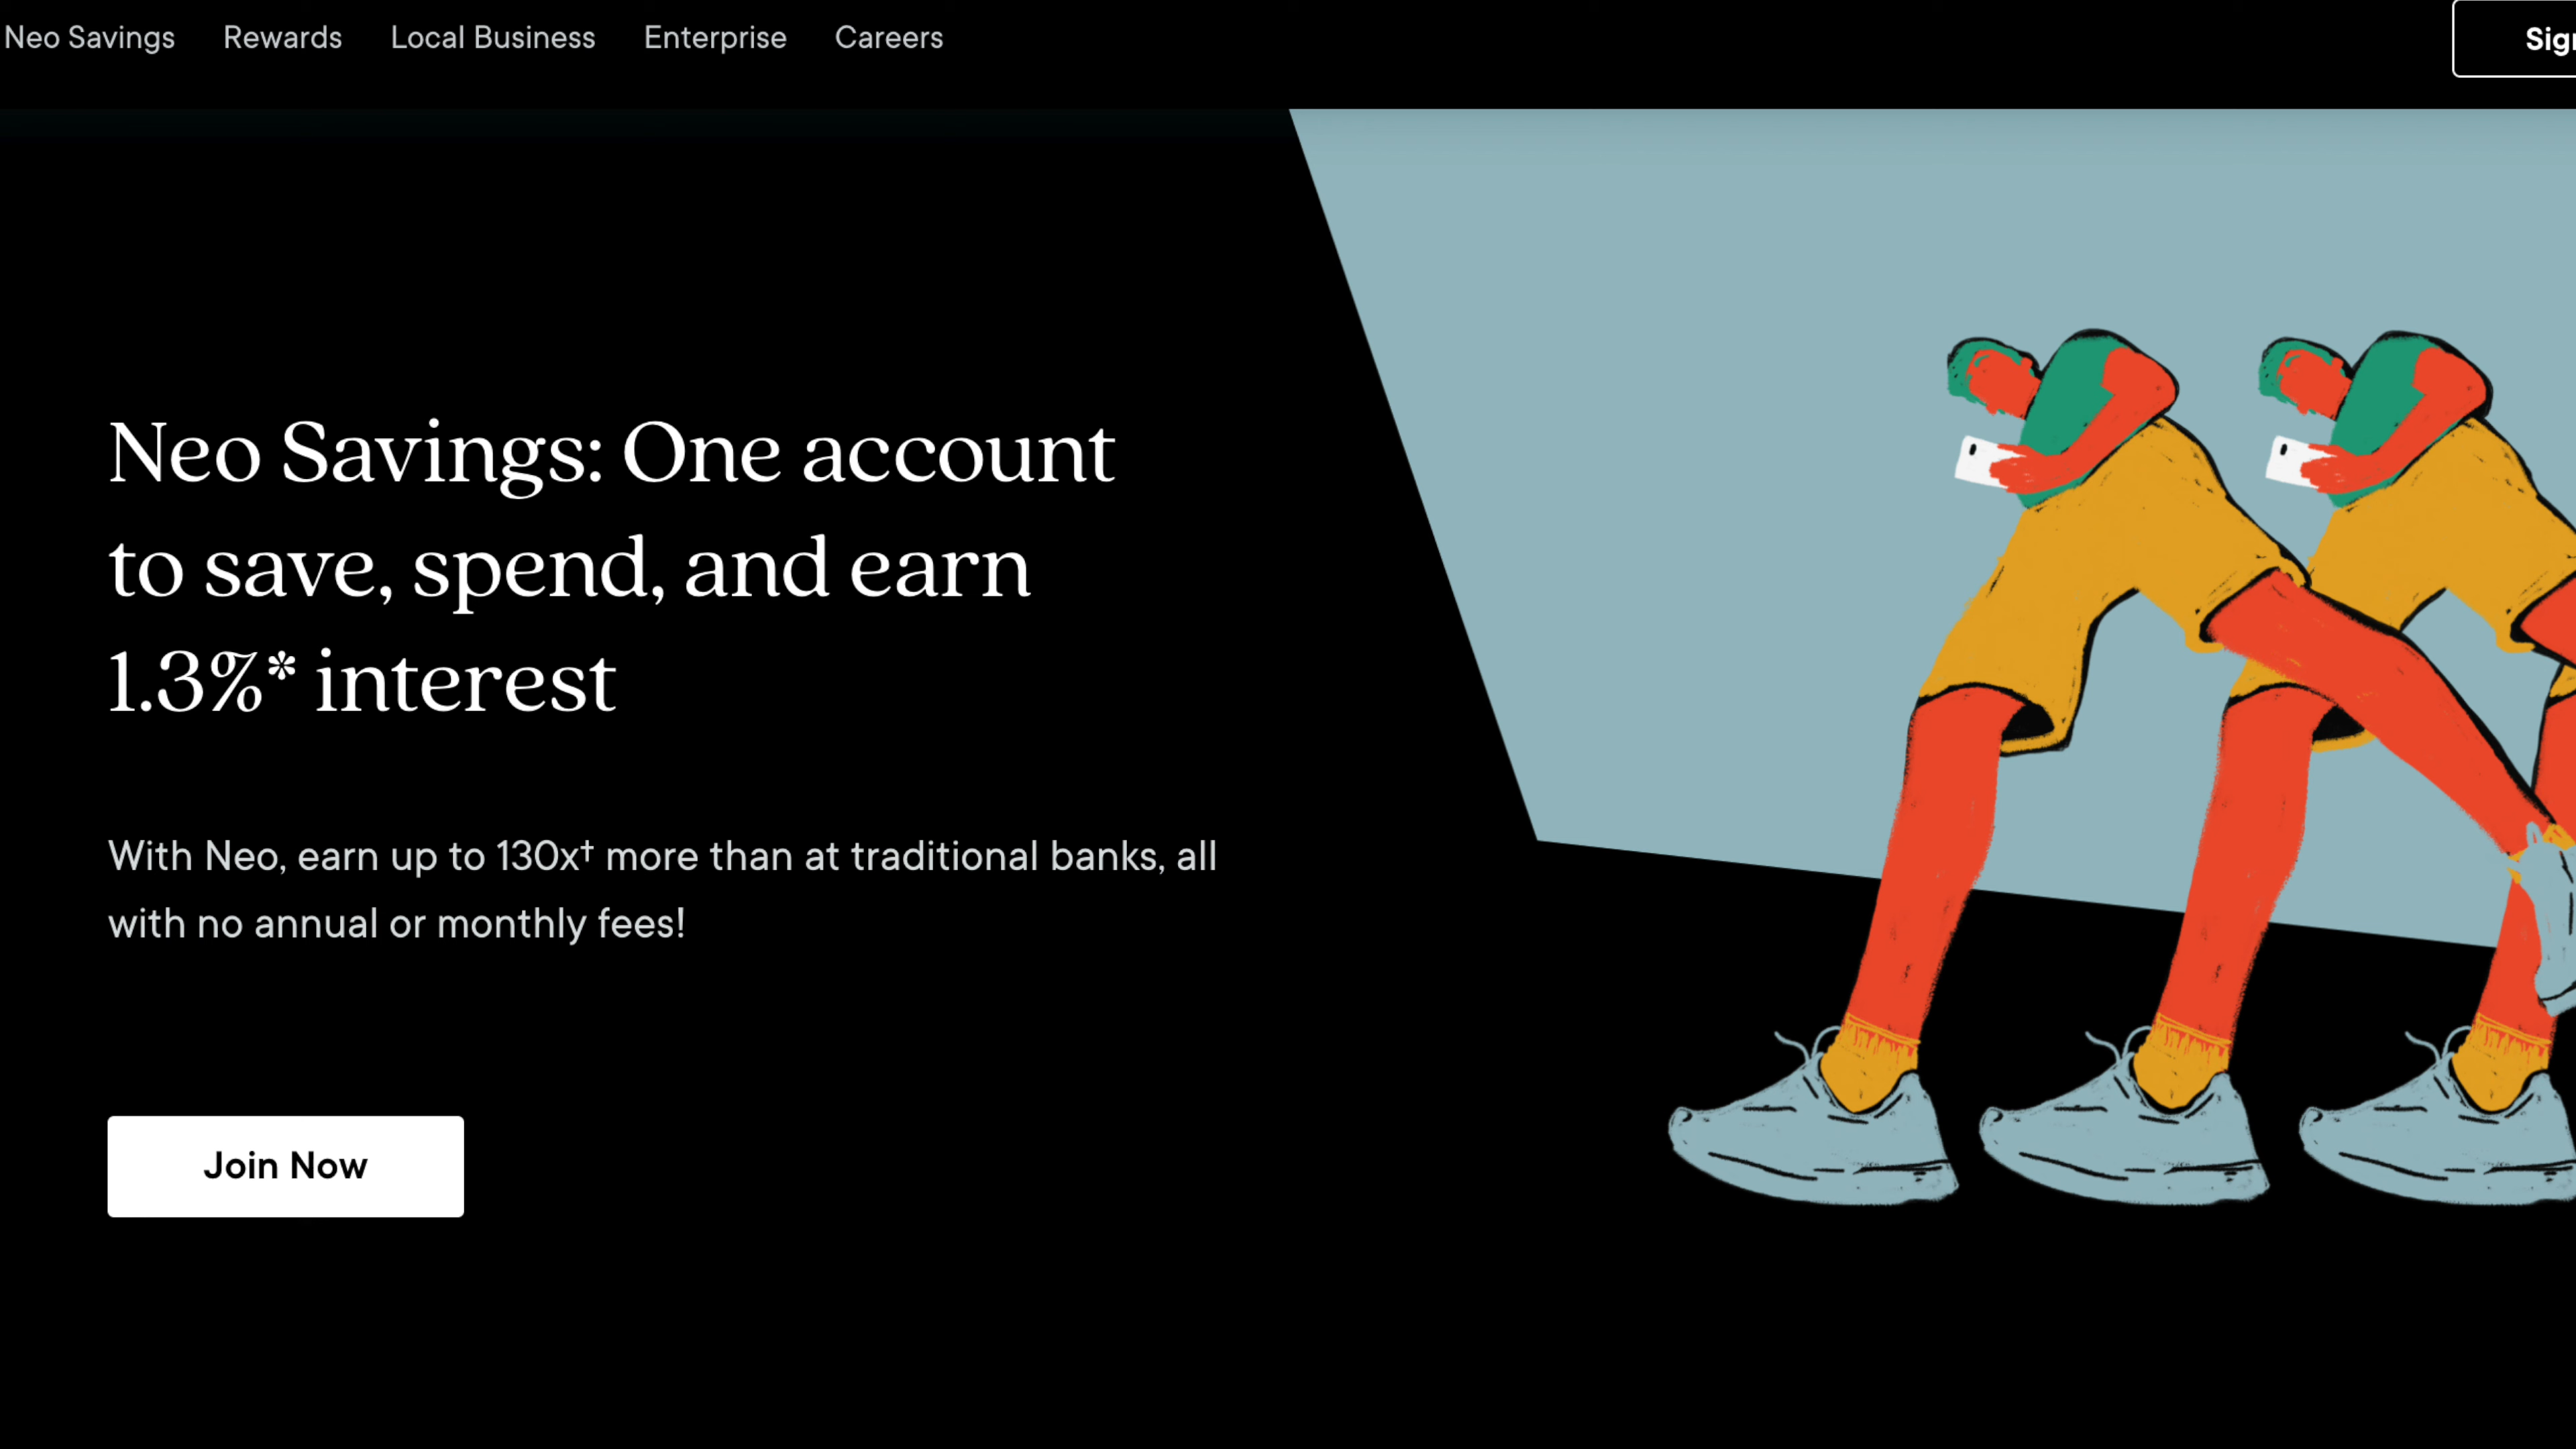 Neo Savings Rewards Local Business Enterprise Careers
Neo Savings: One account
to save, spend, and earn
1.3%* interest
With Neo, earn up to 130x† more than at traditional banks, all
with no annual or monthly fees!
Join Now